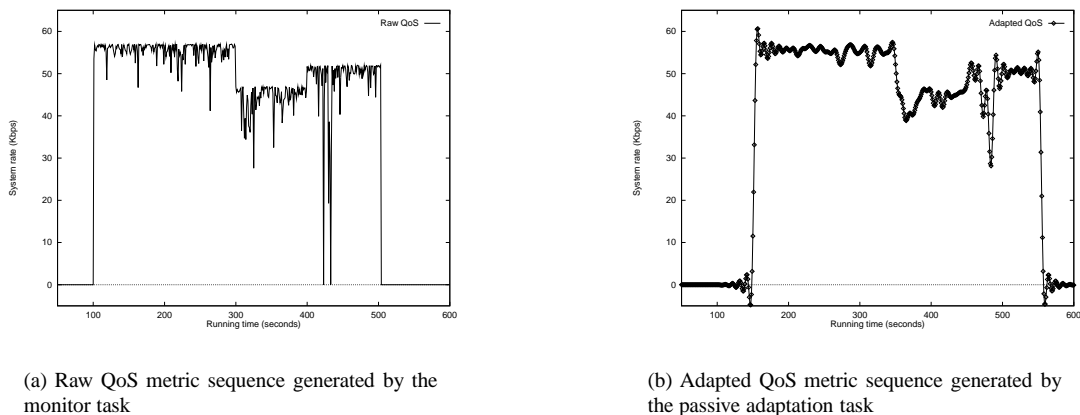 60
50
40
30
20
10
0
100
200
300
400
500
600
System rate (Kbps)
Running time (seconds)
Raw QoS
(a) Raw QoS metric sequence generated by the
monitor task
60
50
40
30
20
10
0
100
200
300
400
500
600
System rate (Kbps)
Running time (seconds)
Adapted QoS
(b) Adapted QoS metric sequence generated by
the passive adaptation task